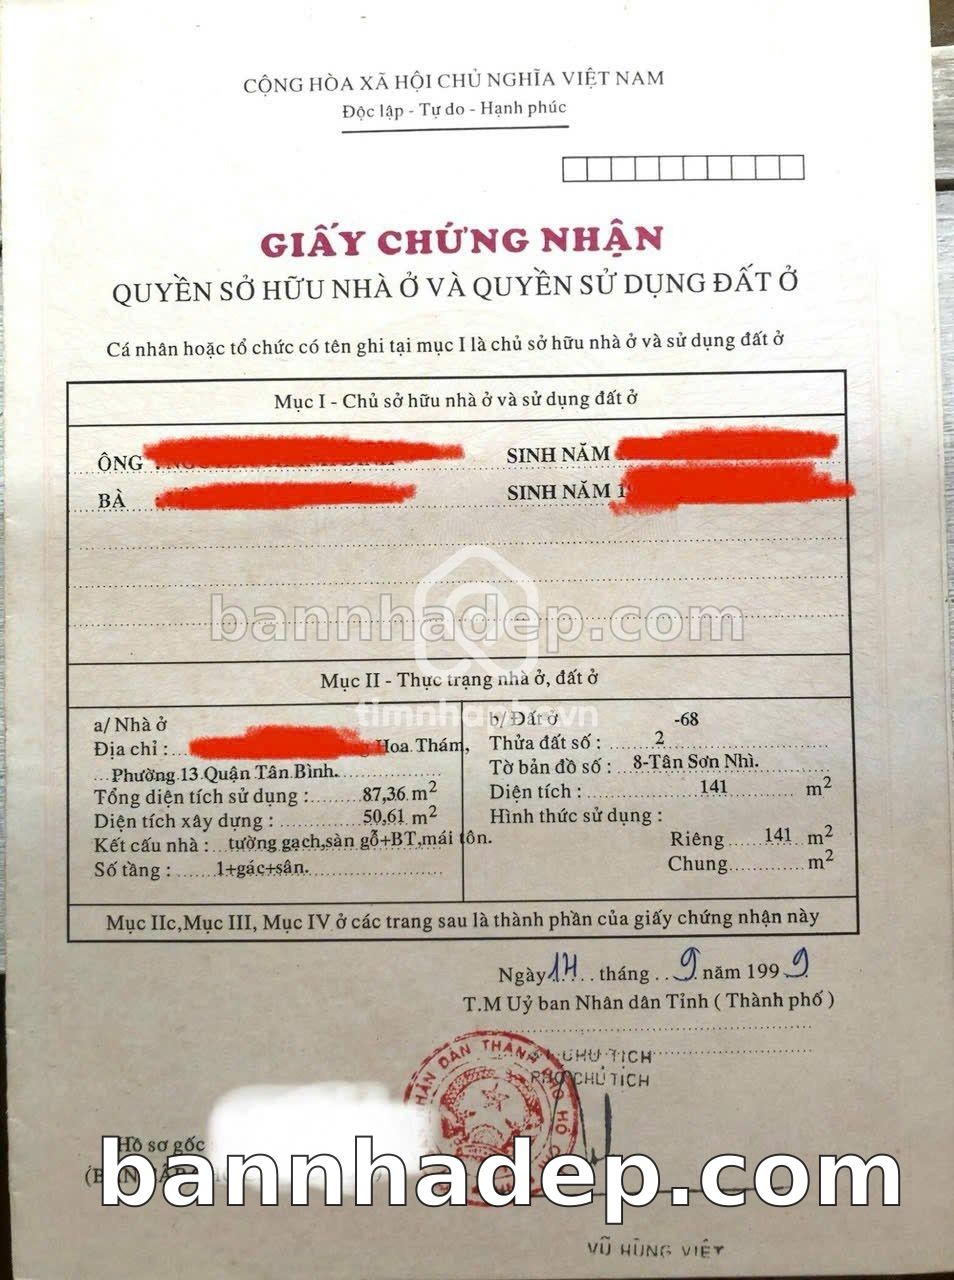 CỘNG HÒA XÃ HỘI CHỦ NGHĨA VIỆT NAM
Độc lập - Tự do - Hạnh phúc
GIẤY CHỨNG NHẬN
QUYỀN SỞ HỮU NHÀ Ở VÀ QUYỀN SỬ DỤNG ĐẤT Ở
Cá nhân hoặc tổ chức có tên ghi tại mục I là chủ sở hữu nhà ở và sử dụng đất ở
Mục I - Chủ sở hữu nhà ở và sử dụng đất ở
ÔNG : SINH NĂM
BÀ : SINH NĂM 1
bannhadep.com
Mục II - Thực trạng nhà ở, đất ở
timnhaphi.vn
a/ Nhà ở
Địa chỉ : Hoa Thám,
Phường 13 Quận Tân Bình.
Tổng diện tích sử dụng : 87,36 m²
Diện tích xây dựng : 50,61 m²
Kết cấu nhà : tường gạch,sàn gỗ+BT,mái tôn.
Số tầng : 1+gác+sân.
b/ Đất ở -68
Thửa đất số : 2
Tờ bản đồ số : 8-Tân Sơn Nhì.
Diện tích : 141 m²
Hình thức sử dụng :
Riêng 141 m²
Chung m²
Mục IIc,Mục III, Mục IV ở các trang sau là thành phần của giấy chứng nhận này
Ngày 14 tháng 9 năm 1999
T.M Uỷ ban Nhân dân Tỉnh ( Thành phố )
CHỦ TỊCH
PHÓ CHỦ TỊCH
Hồ sơ gốc
bannhadep.com
VŨ HÙNG VIỆT